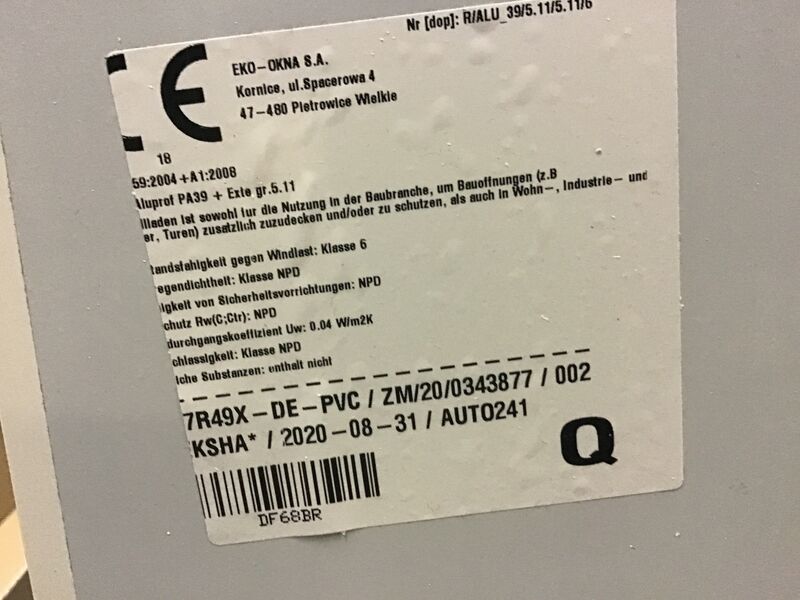 Nr [dop]: R/ALU_39/5.11/5.11/6
CE
EKO-OKNA S.A.
Kornice, ul.Spacerowa 4
47-480 Pietrowice Wielkie
18
59:2004+A1:2008
Aluprof PA39 + Exte gr.5.11
llladen ist sowohl fur die Nutzung in der Baubranche, um Bauoffnungen (z.B
er, Turen) zusatzlich zuzudecken und/oder zu schutzen, als auch in Wohn-, Industrie- und
tandsfahigkeit gegen Windlast: Klasse 6
egendichtheit: Klasse NPD
igkeit von Sicherheitsvorrichtungen: NPD
chutz Rw(C;Ctr): NPD
durchgangskoeffizient Uw: 0.04 W/m2K
chlassigkeit: Klasse NPD
iche Substanzen: enthalt nicht
7R49X-DE-PVC / ZM/20/0343877 / 002
KSHA* / 2020-08-31 / AUTO241
Q
DF68BR